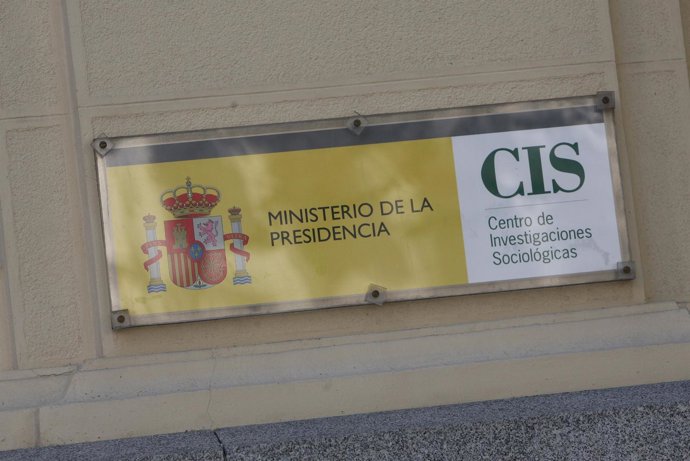 MINISTERIO DE LA
PRESIDENCIA
CIS
Centro de
Investigaciones
Sociológicas